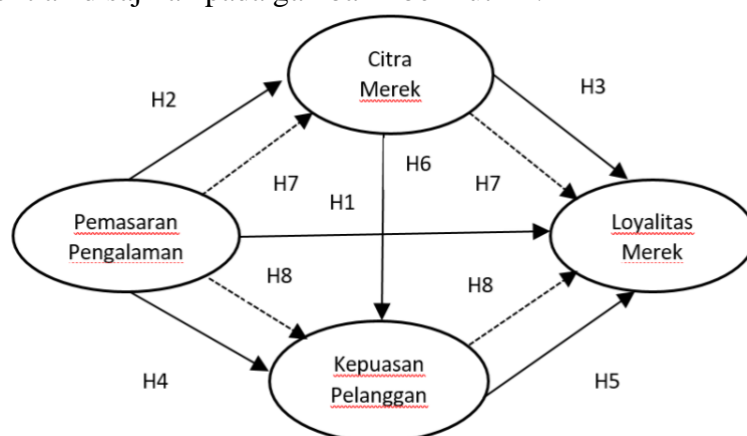 Citra
Merek
H2
H3
H6
H7
H7
H1
Pemasaran
Pengalaman
Loyalitas
Merek
H8
H8
Kepuasan
Pelanggan
H4
H5